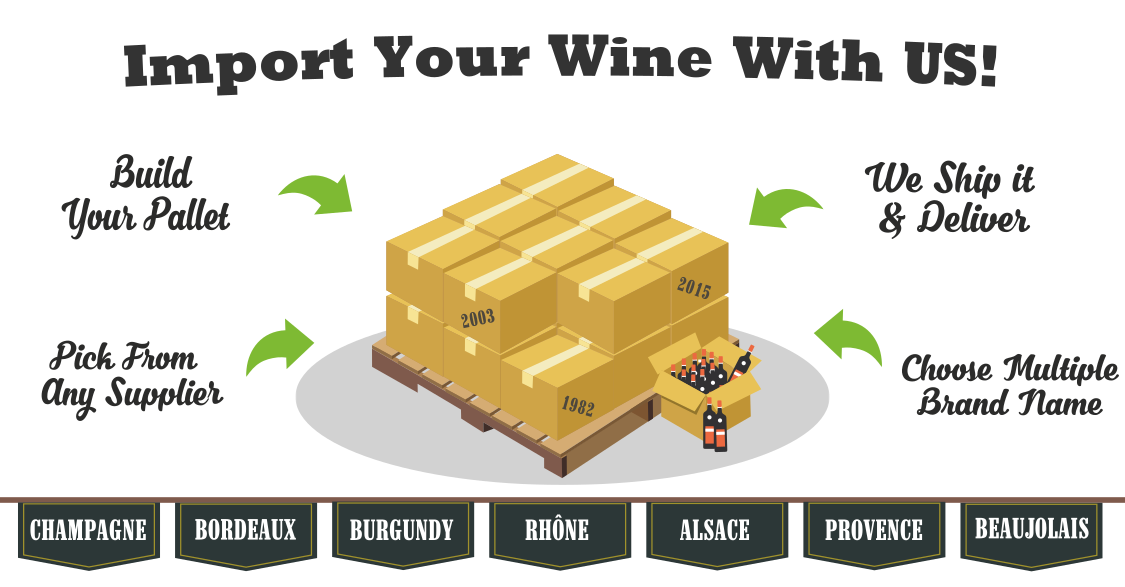 Import Your Wine With US!
Build
Your Pallet
We Ship it
& Deliver
2015
2003
Pick From
Any Supplier
Choose Multiple
Brand Name
1982
CHAMPAGNE
BORDEAUX
BURGUNDY
RHÔNE
ALSACE
PROVENCE
BEAUJOLAIS